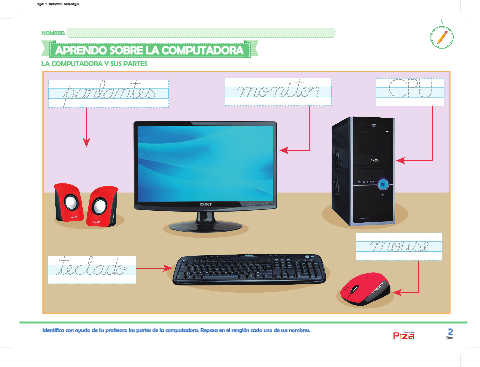 NOMBRE:
APRENDO SOBRE LA COMPUTADORA
LA COMPUTADORA Y SUS PARTES
parlantes
monitor
CPU
teclado
mouse
Identifica con ayuda de tu profesora las partes de la computadora. Repasa en el renglón cada uno de sus nombres.
2